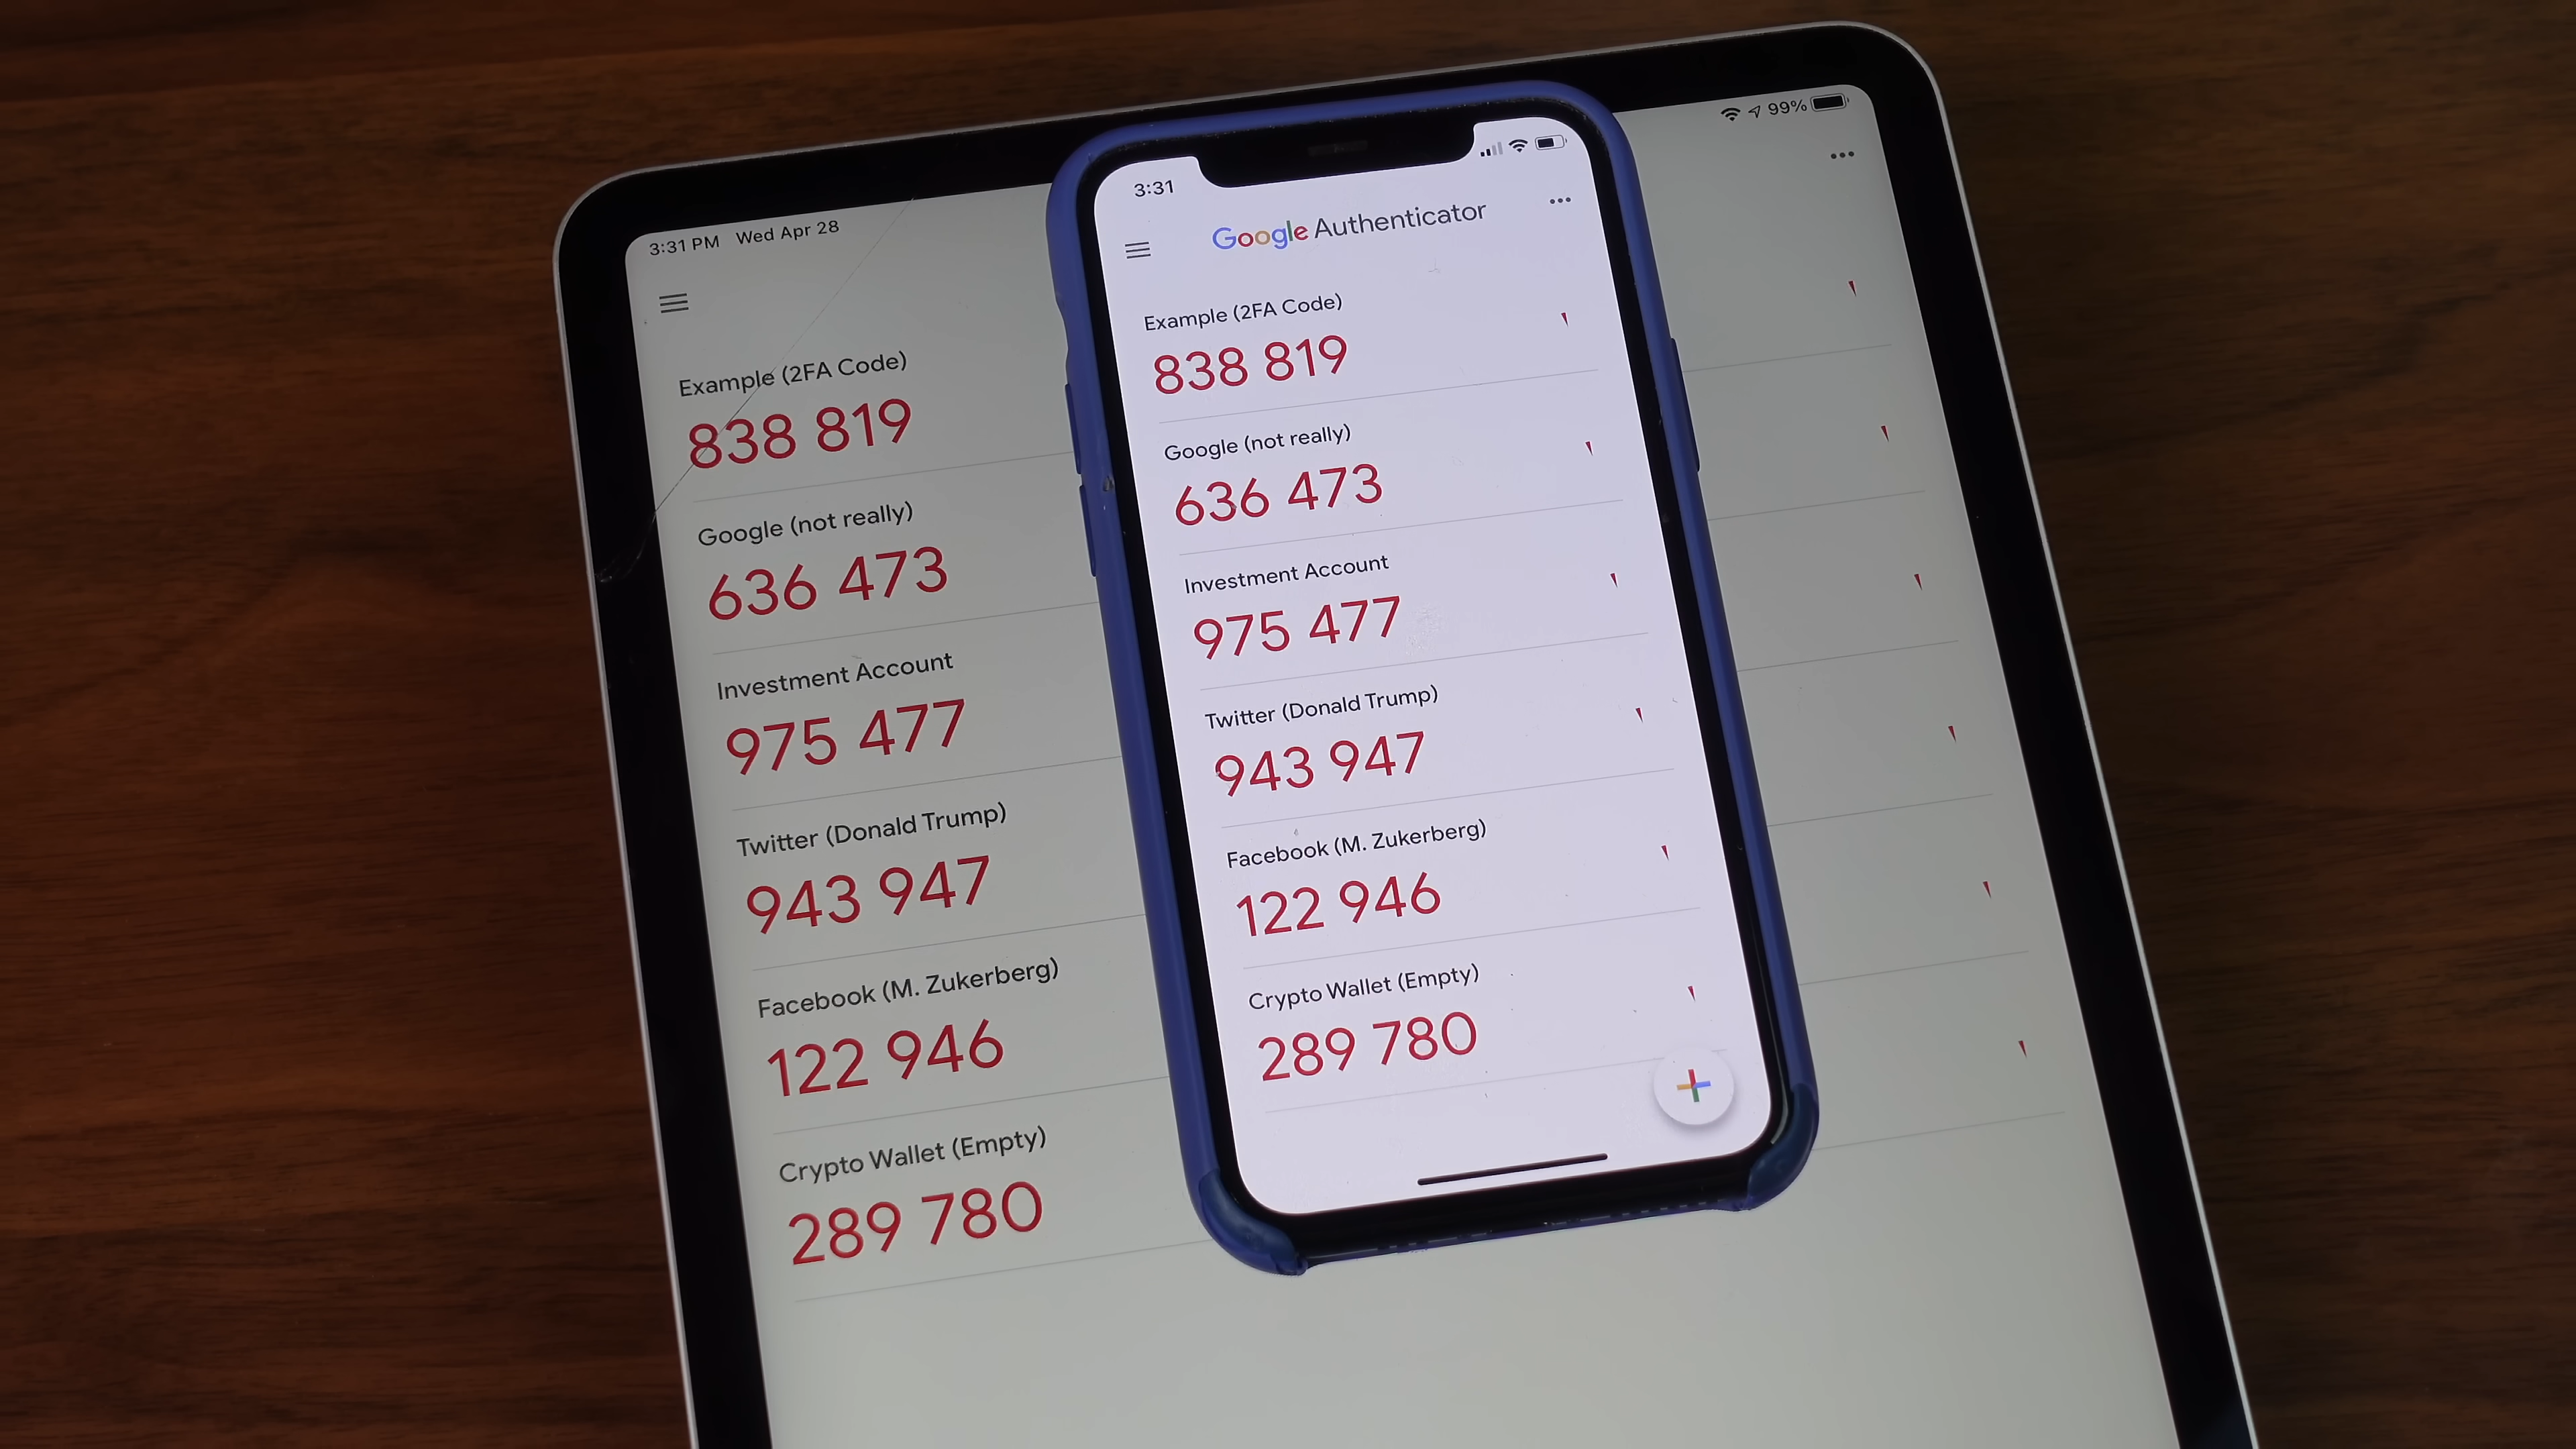 3:31 PM Wed Apr 28
99%
Example (2FA Code)
838 819
Google (not really)
636 473
Investment Account
975 477
Twitter (Donald Trump)
943 947
Facebook (M. Zukerberg)
122 946
Crypto Wallet (Empty)
289 780
3:31
Google Authenticator
Example (2FA Code)
838 819
Google (not really)
636 473
Investment Account
975 477
Twitter (Donald Trump)
943 947
Facebook (M. Zukerberg)
122 946
Crypto Wallet (Empty)
289 780